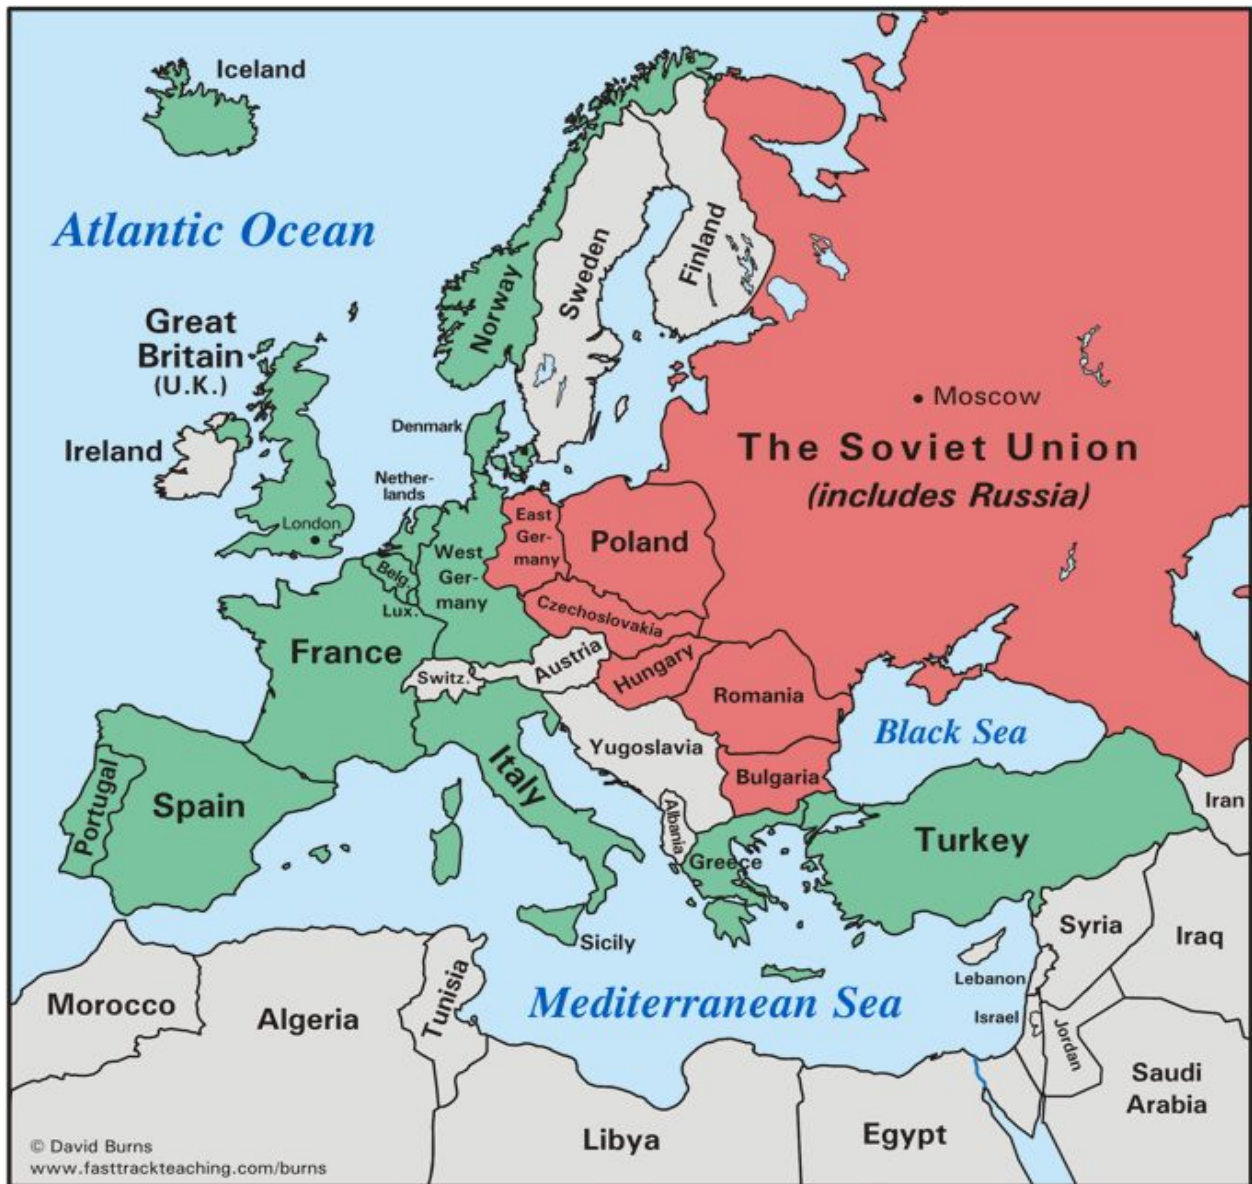 Iceland
Atlantic Ocean
Great
Britain
(U.K.)
Ireland
London
Norway
Sweden
Finland
Denmark
Nether-
lands
Belg.
Lux.
West
Ger-
many
East
Ger-
many
Poland
Moscow
The Soviet Union
(includes Russia)
Czechoslovakia
France
Switz.
Austria
Hungary
Romania
Yugoslavia
Bulgaria
Black Sea
Italy
Albania
Greece
Portugal
Spain
Turkey
Iran
Sicily
Syria
Iraq
Lebanon
Israel
Jordan
Mediterranean Sea
Morocco
Algeria
Tunisia
Libya
Egypt
Saudi
Arabia
© David Burns
www.fasttrackteaching.com/burns